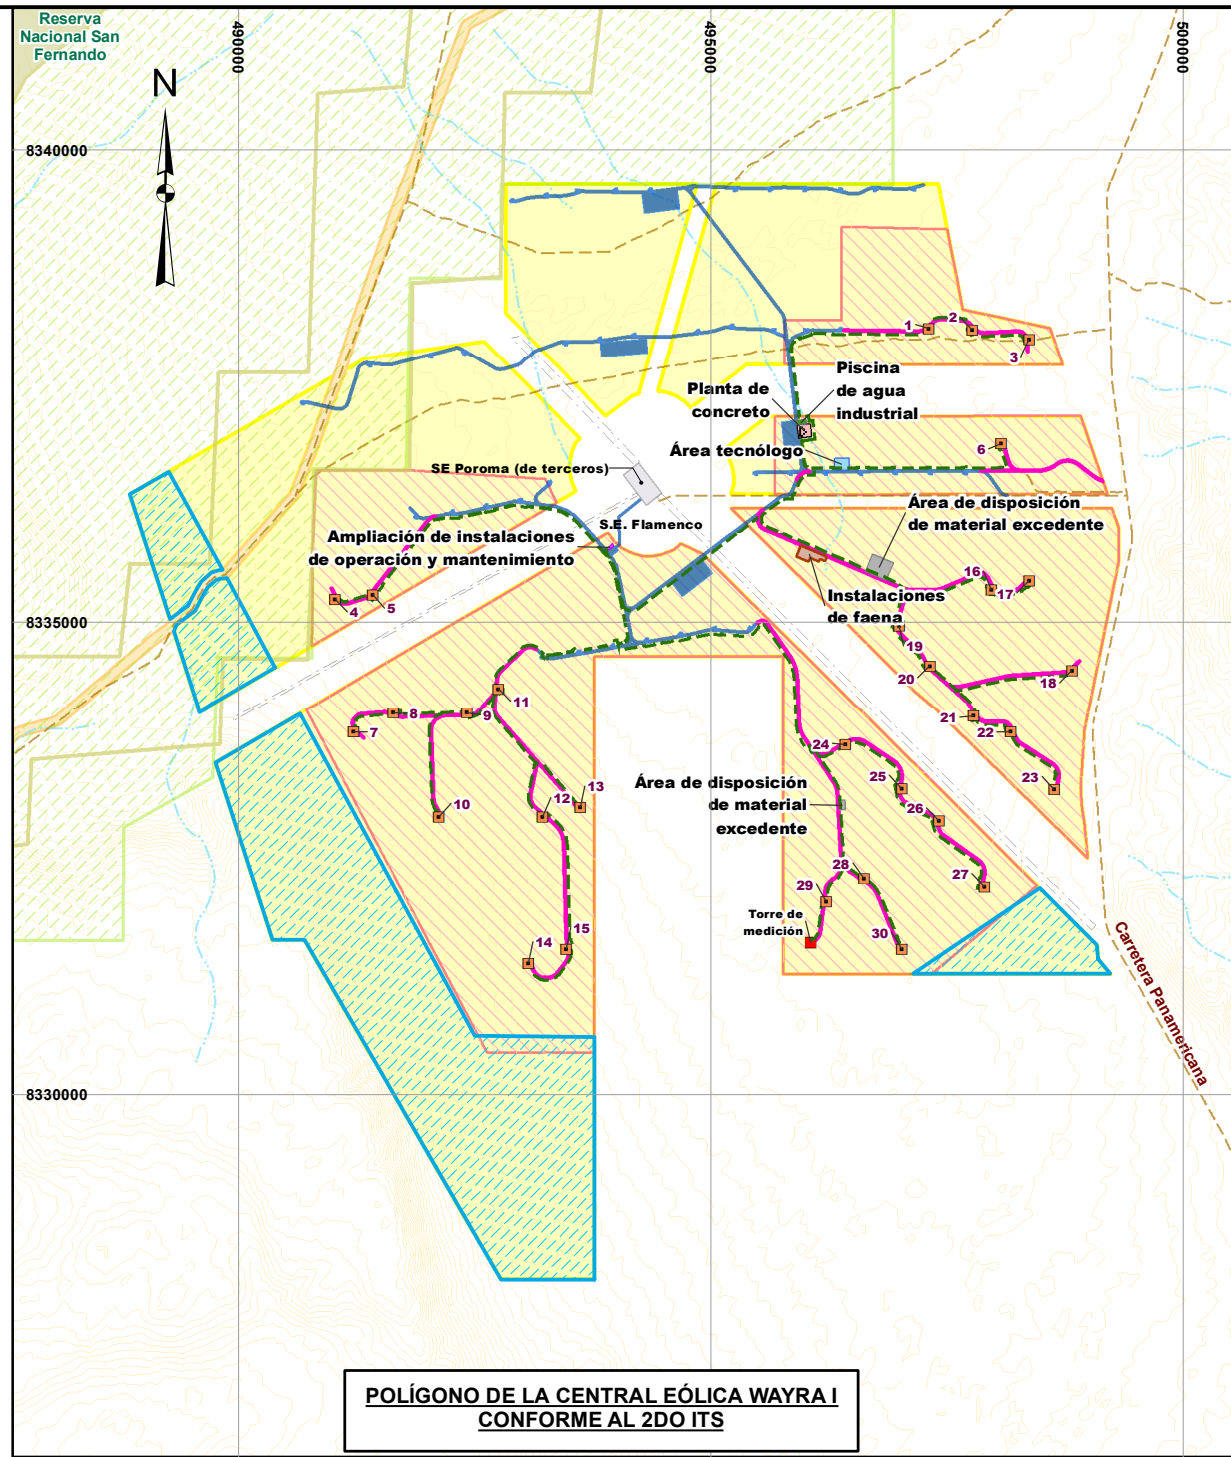 Reserva
Nacional San
Fernando
490000
495000
500000
N
8340000
8335000
8330000
1
2
3
Piscina
de agua
industrial
Planta de
concreto
Área tecnólogo
6
SE Poroma (de terceros)
S.E. Flamenco
Ampliación de instalaciones
de operación y mantenimiento
Área de disposición
de material excedente
Instalaciones
de faena
4
5
16
17
19
20
18
21
22
23
11
8
9
7
10
12
13
14
15
24
25
26
27
28
29
30
Área de disposición
de material
excedente
Torre de
medición
Carretera Panamericana
POLÍGONO DE LA CENTRAL EÓLICA WAYRA I
CONFORME AL 2DO ITS